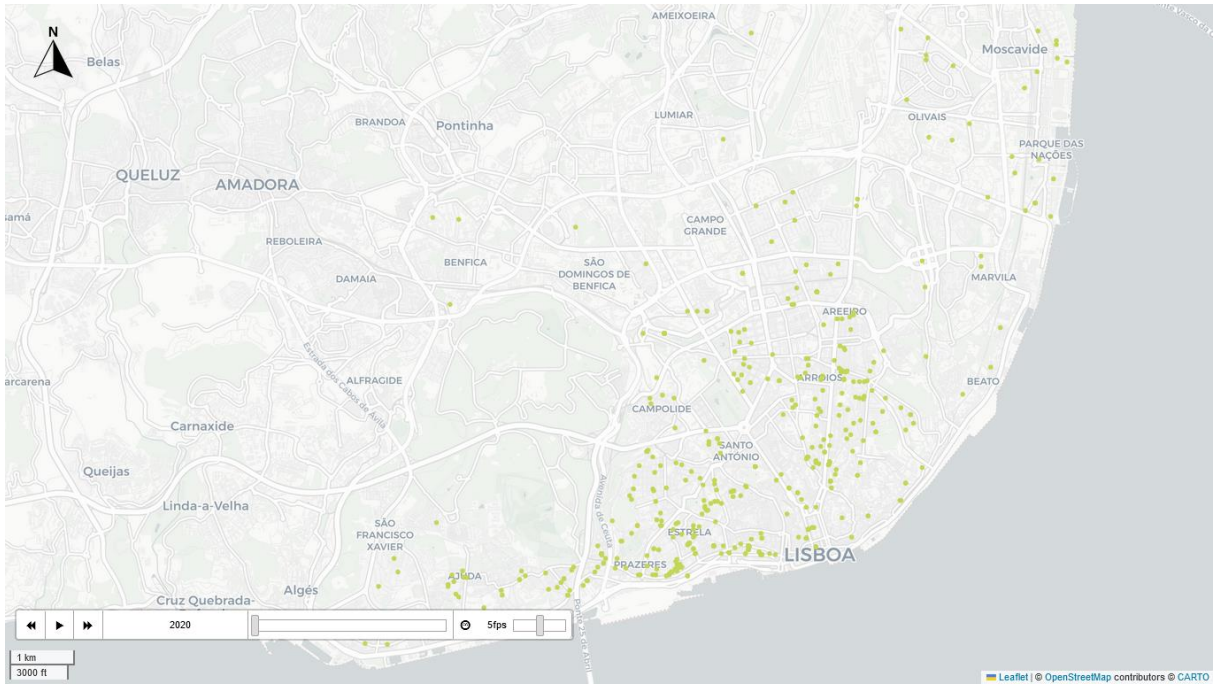 AMEIXOEIRA
N
Moscavide
Belas
LUMIAR
OLIVAIS
BRANDOA
Pontinha
PARQUE DAS
NAÇÕES
QUELUZ
AMADORA
samá
CAMPO
GRANDE
REBOLEIRA
BENFICA
SÃO
DOMINGOS DE
BENFICA
DAMAIA
MARVILA
AREEIRO
Estrada dos Cabos de Ávila
ALFRAGIDE
arcarena
ARROIOS
BEATO
CAMPOLIDE
Carnaxide
SANTO
ANTÓNIO
Queijas
Avenida de Ceuta
Linda-a-Velha
SÃO
FRANCISCO
XAVIER
ESTRELA
LISBOA
PRAZERES
AJUDA
Algés
Cruz Quebrada-
Ponte 25 de Abril
2020
5fps
1 km
3000 ft
Leaflet | © OpenStreetMap contributors © CARTO